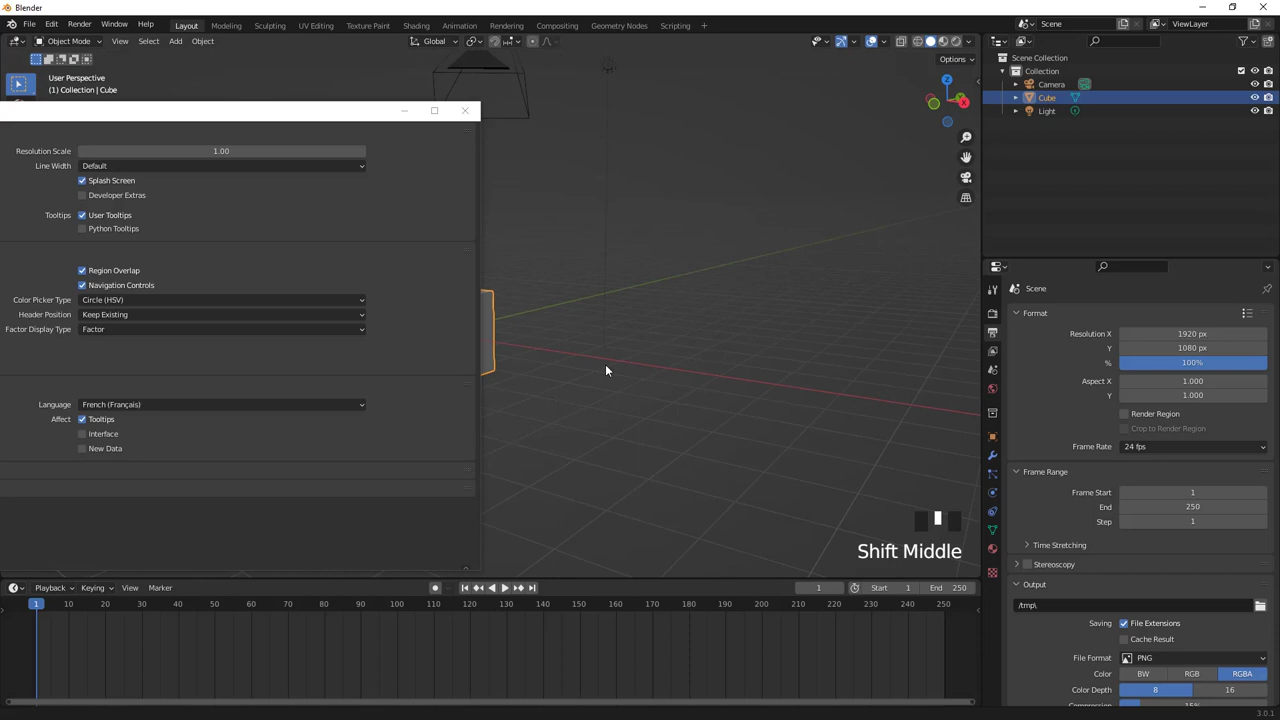 Blender
File Edit Render Window Help
Layout Modeling Sculpting UV Editing Texture Paint Shading Animation Rendering Compositing Geometry Nodes Scripting +
Scene
ViewLayer
Object Mode View Select Add Object
Global
Options
User Perspective
(1) Collection | Cube
Scene Collection
Collection
Camera
Cube
Light
X
Resolution Scale 1.00
Line Width Default
Splash Screen
Developer Extras
Tooltips User Tooltips
Python Tooltips
Region Overlap
Navigation Controls
Color Picker Type Circle (HSV)
Header Position Keep Existing
Factor Display Type Factor
Language French (Français)
Affect Tooltips
Interface
New Data
Shift Middle
Scene
Format
Resolution X 1920 px
Y 1080 px
% 100%
Aspect X 1.000
Y 1.000
Render Region
Crop to Render Region
Frame Rate 24 fps
Frame Range
Frame Start 1
End 250
Step 1
Time Stretching
Stereoscopy
Output
/tmp\
Saving File Extensions
Cache Result
File Format PNG
Color BW RGB RGBA
Color Depth 8 16
Compression 15%
Playback Keying View Marker
1 Start 1 End 250
1 10 20 30 40 50 60 70 80 90 100 110 120 130 140 150 160 170 180 190 200 210 220 230 240 250
3.0.1